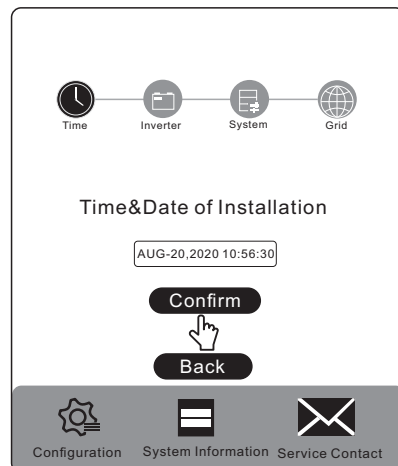 Time Inverter System Grid
Time&Date of Installation
AUG-20,2020 10:56:30
Confirm
Back
Configuration System Information Service Contact